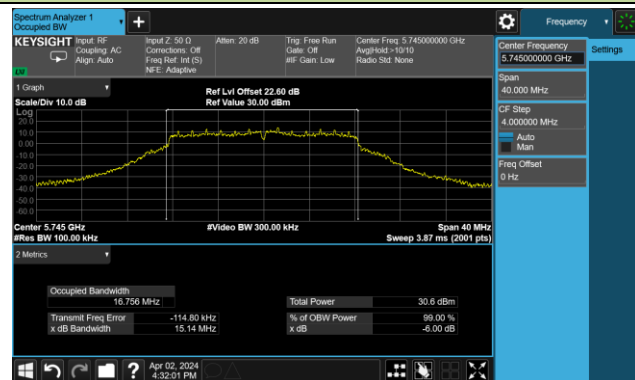 Spectrum Analyzer 1
Occupied BW
Frequency
KEYSIGHT
Input: RF
Coupling: AC
Align: Auto
Input Z: 50 Ω
Corrections: Off
Freq Ref: Int (S)
NFE: Adaptive
Atten: 20 dB
Trig: Free Run
Gate: Off
#IF Gain: Low
Center Freq: 5.745000000 GHz
Avg|Hold:>10/10
Radio Std: None
Center Frequency
5.745000000 GHz
Settings
Span
40.000 MHz
CF Step
4.000000 MHz
Auto
Man
Freq Offset
0 Hz
1 Graph
Scale/Div 10.0 dB
Ref Lvl Offset 22.60 dB
Ref Value 30.00 dBm
Log
20.0
10.0
0.00
-10.0
-20.0
-30.0
-40.0
-50.0
-60.0
Center 5.745 GHz
#Video BW 300.00 kHz
Span 40 MHz
#Res BW 100.00 kHz
Sweep 3.87 ms (2001 pts)
2 Metrics
Occupied Bandwidth
16.756 MHz
Total Power 30.6 dBm
Transmit Freq Error -114.80 kHz
% of OBW Power 99.00 %
x dB Bandwidth 15.14 MHz
x dB -6.00 dB
?
Apr 02, 2024
4:32:01 PM